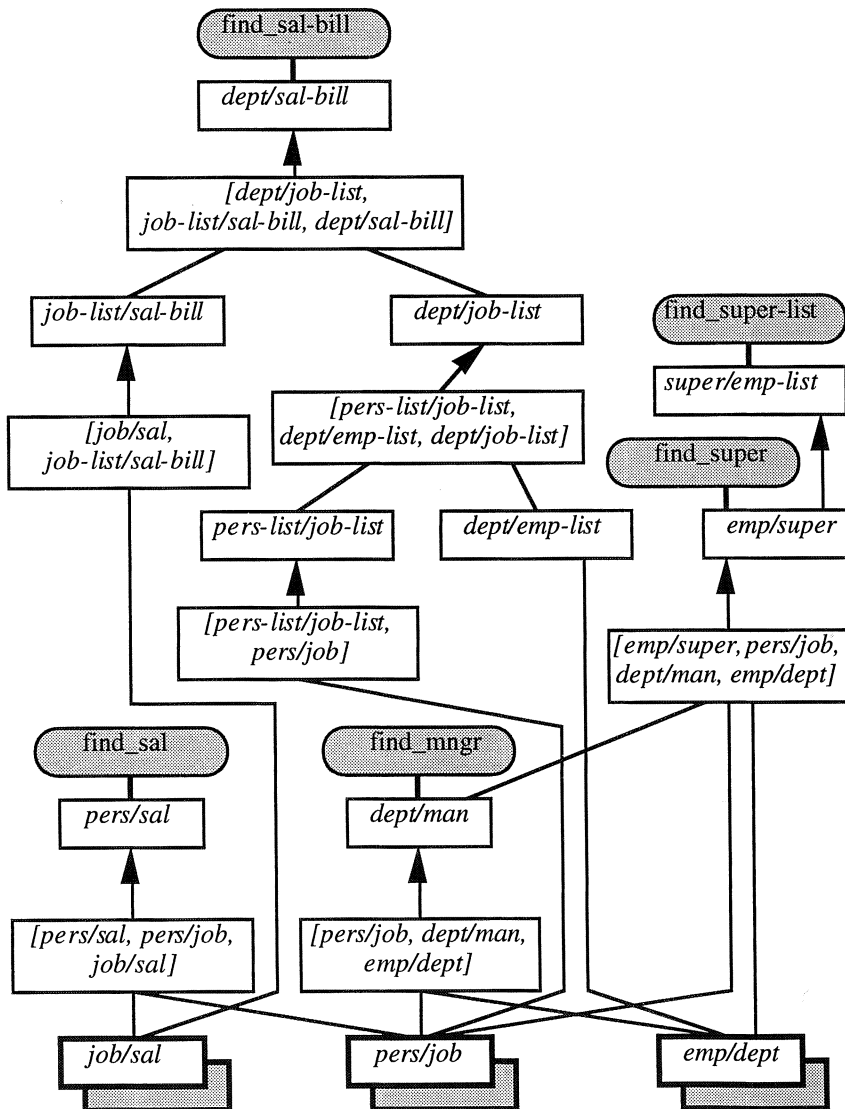 find_sal-bill
dept/sal-bill
[dept/job-list,
job-list/sal-bill, dept/sal-bill]
job-list/sal-bill
dept/job-list
find_super-list
super/emp-list
[job/sal,
job-list/sal-bill]
[pers-list/job-list,
dept/emp-list, dept/job-list]
find_super
pers-list/job-list
dept/emp-list
emp/super
[pers-list/job-list,
pers/job]
[emp/super, pers/job,
dept/man, emp/dept]
find_sal
find_mngr
pers/sal
dept/man
[pers/sal, pers/job,
job/sal]
[pers/job, dept/man,
emp/dept]
job/sal
pers/job
emp/dept